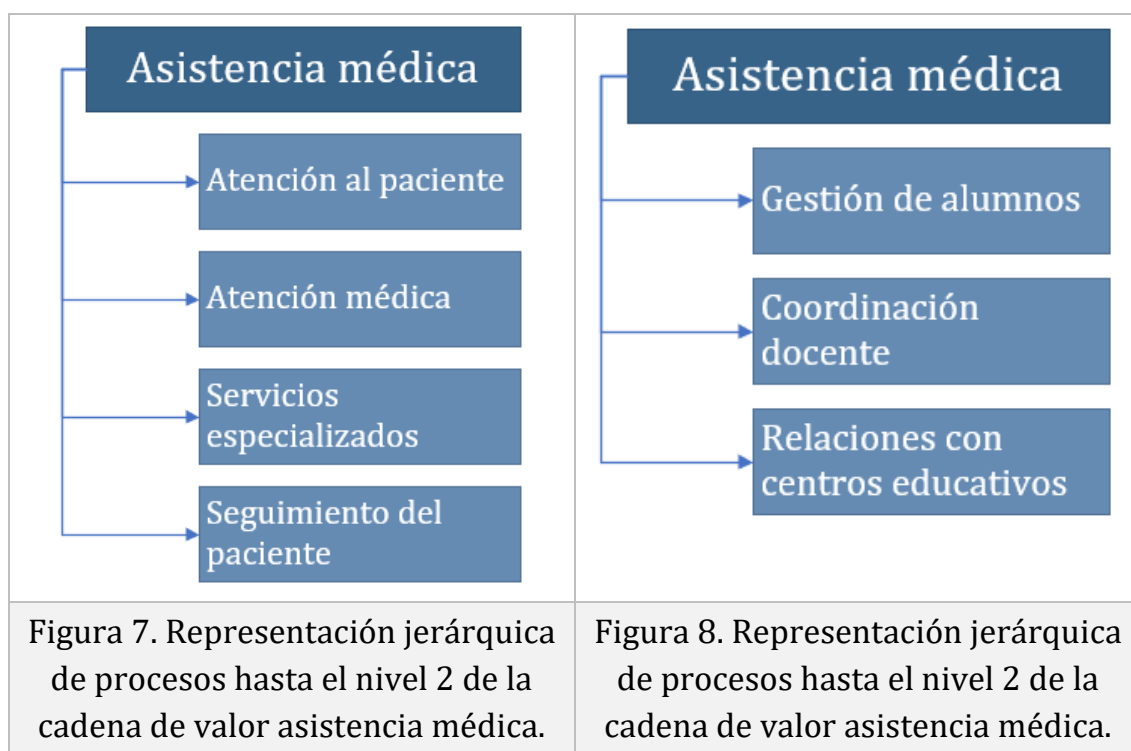 Asistencia médica
Atención al paciente
Atención médica
Servicios
especializados
Seguimiento del
paciente
Figura 7. Representación jerárquica
de procesos hasta el nivel 2 de la
cadena de valor asistencia médica.
Asistencia médica
Gestión de alumnos
Coordinación
docente
Relaciones con
centros educativos
Figura 8. Representación jerárquica
de procesos hasta el nivel 2 de la
cadena de valor asistencia médica.